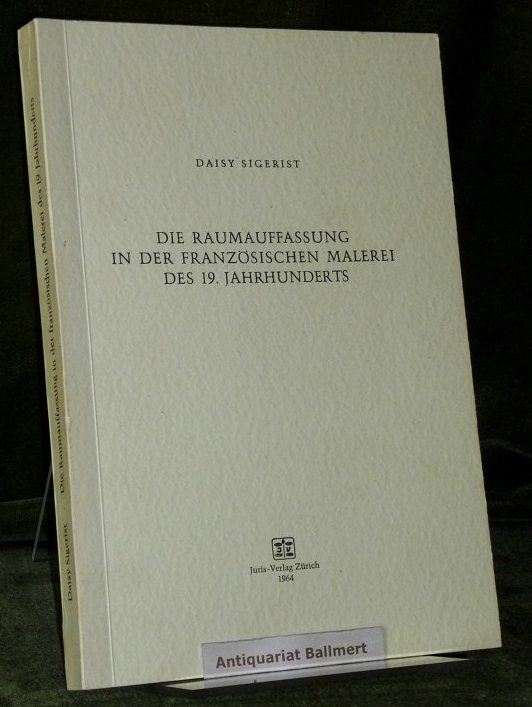 DAISY SIGERIST
DIE RAUMAUFFASSUNG
IN DER FRANZÖSISCHEN MALEREI
DES 19. JAHRHUNDERTS
JV
Juris-Verlag Zürich
1964
Daisy Sigerist · Die Raumauffassung in der französischen Malerei des 19. Jahrhunderts
Antiquariat Ballmert